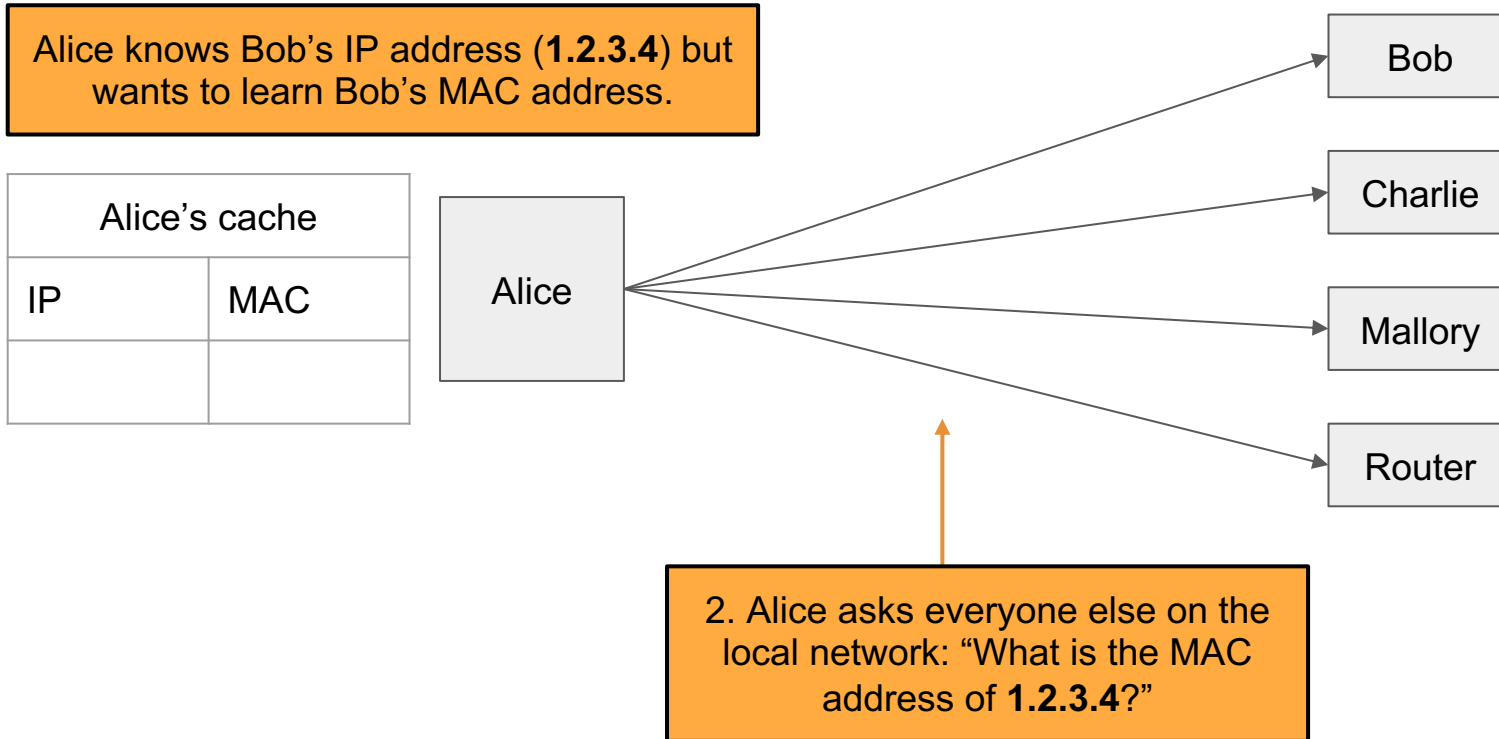 Alice knows Bob’s IP address (1.2.3.4) but
wants to learn Bob’s MAC address.
Alice’s cache
IP
MAC
Alice
Bob
Charlie
Mallory
Router
2. Alice asks everyone else on the
local network: “What is the MAC
address of 1.2.3.4?”